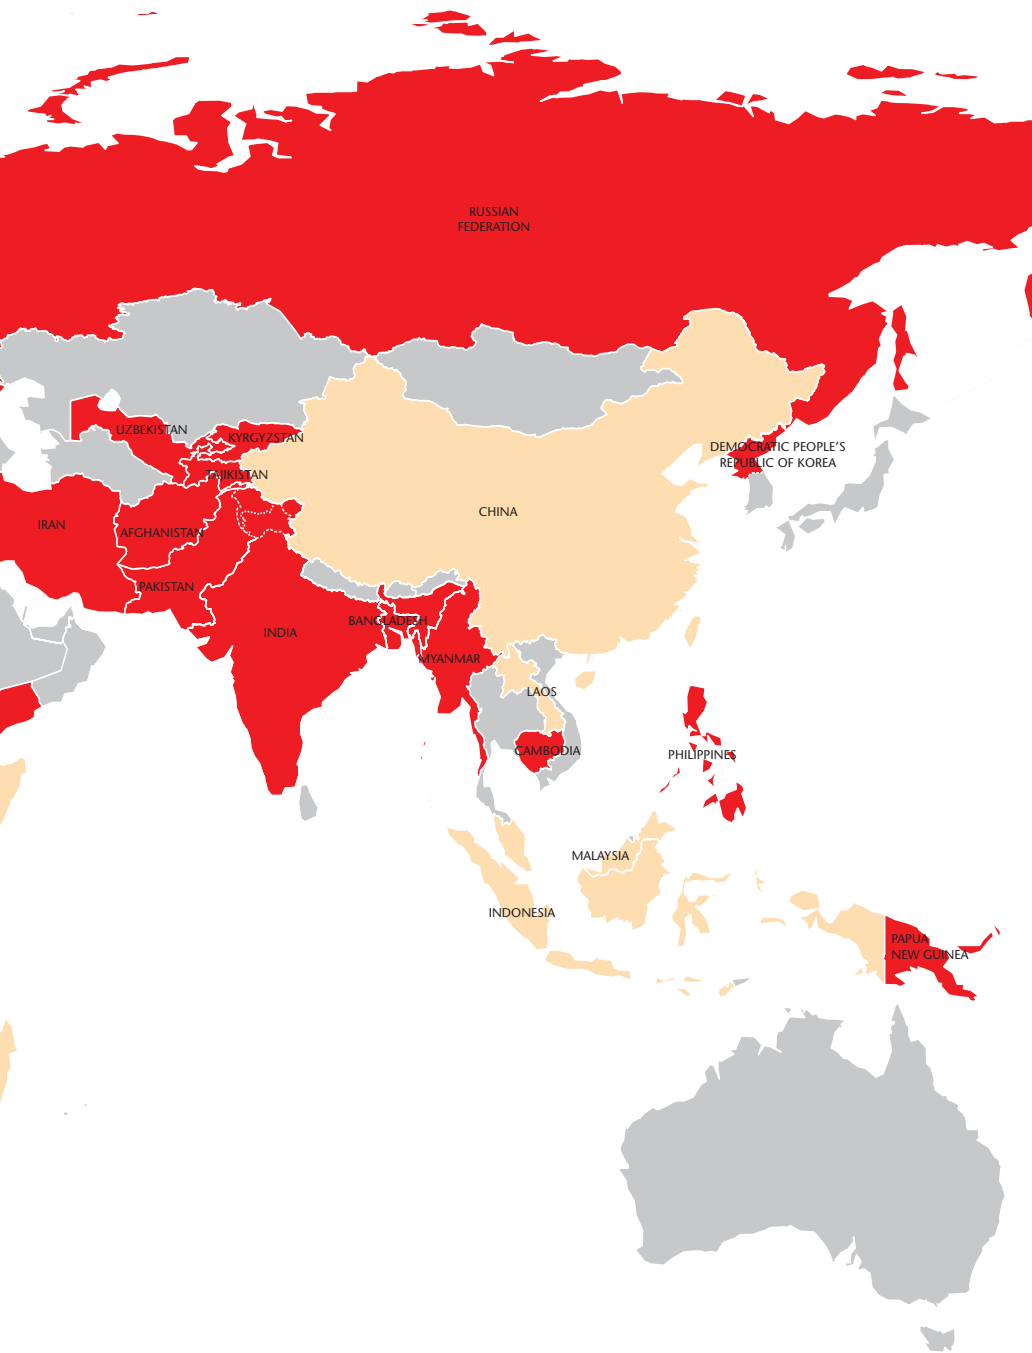 RUSSIAN
FEDERATION
UZBEKISTAN
KYRGYZSTAN
DEMOCRATIC PEOPLE'S
REPUBLIC OF KOREA
TAJIKISTAN
CHINA
IRAN
AFGHANISTAN
PAKISTAN
BANGLADESH
INDIA
MYANMAR
LAOS
CAMBODIA
PHILIPPINES
MALAYSIA
INDONESIA
PAPUA
NEW GUINEA